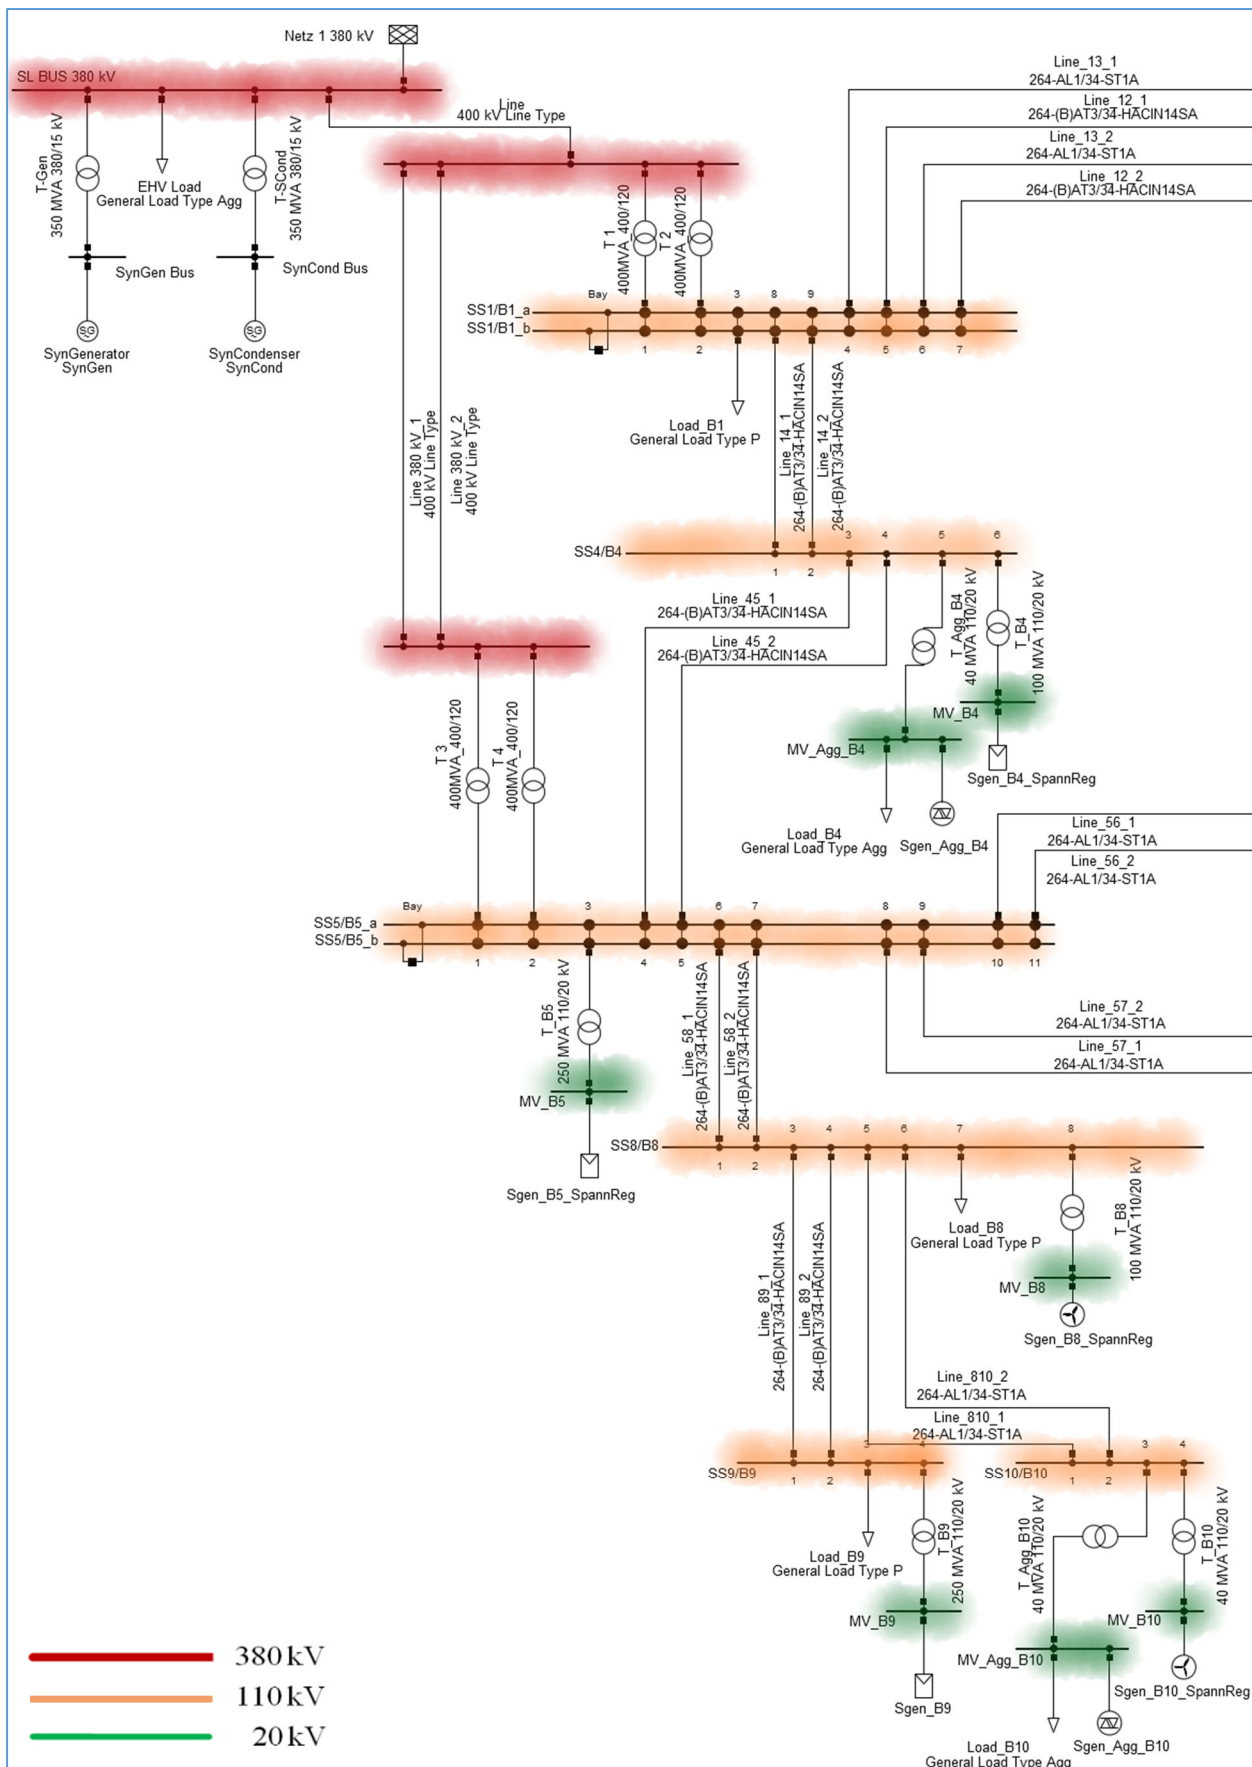 Netz 1 380 kV
SL BUS 380 kV
Line
400 kV Line Type
Line_13_1
264-AL1/34-ST1A
Line_12_1
264-(B)AT3/34-HACIN14SA
Line_13_2
264-AL1/34-ST1A
Line_12_2
264-(B)AT3/34-HACIN14SA
T-Gen
350 MVA 380/15 kV
EHV Load
General Load Type Agg
T-SCond
350 MVA 380/15 kV
SynGen Bus
SynCond Bus
T 1
400MVA_400/120
T 2
400MVA_400/120
SG
SG
SynGenerator
SynGen
SynCondenser
SynCond
Bay
3
8
9
SS1/B1_a
SS1/B1_b
1
2
4
5
6
7
Load_B1
General Load Type P
Line_14_1
264-(B)AT3/34-HACIN14SA
Line_14_2
264-(B)AT3/34-HACIN14SA
Line 380 kV_1
400 kV Line Type
Line 380 kV_2
400 kV Line Type
SS4/B4
3
4
5
6
1
2
Line_45_1
264-(B)AT3/34-HACIN14SA
Line_45_2
264-(B)AT3/34-HACIN14SA
T_Agg_B4
40 MVA 110/20 kV
T_B4
100 MVA 110/20 kV
MV_B4
MV_Agg_B4
Sgen_B4_SpannReg
Load_B4
General Load Type Agg
Sgen_Agg_B4
T 3
400MVA_400/120
T 4
400MVA_400/120
Line_56_1
264-AL1/34-ST1A
Line_56_2
264-AL1/34-ST1A
Bay
3
6
7
8
9
SS5/B5_a
SS5/B5_b
1
2
4
5
10
11
T_B5
250 MVA 110/20 kV
MV_B5
Sgen_B5_SpannReg
Line_58_1
264-(B)AT3/34-HACIN14SA
Line_58_2
264-(B)AT3/34-HACIN14SA
Line_57_2
264-AL1/34-ST1A
Line_57_1
264-AL1/34-ST1A
SS8/B8
3
4
5
6
7
8
1
2
Load_B8
General Load Type P
T_B8
100 MVA 110/20 kV
MV_B8
Sgen_B8_SpannReg
Line_89_1
264-(B)AT3/34-HACIN14SA
Line_89_2
264-(B)AT3/34-HACIN14SA
Line_810_2
264-AL1/34-ST1A
Line_810_1
264-AL1/34-ST1A
3
4
3
4
SS9/B9
1
2
SS10/B10
1
2
Load_B9
General Load Type P
T_B9
250 MVA 110/20 kV
MV_B9
Sgen_B9
T_Agg_B10
40 MVA 110/20 kV
T_B10
40 MVA 110/20 kV
MV_B10
MV_Agg_B10
Sgen_B10_SpannReg
Load_B10
General Load Type Agg
Sgen_Agg_B10
380 kV
110 kV
20 kV